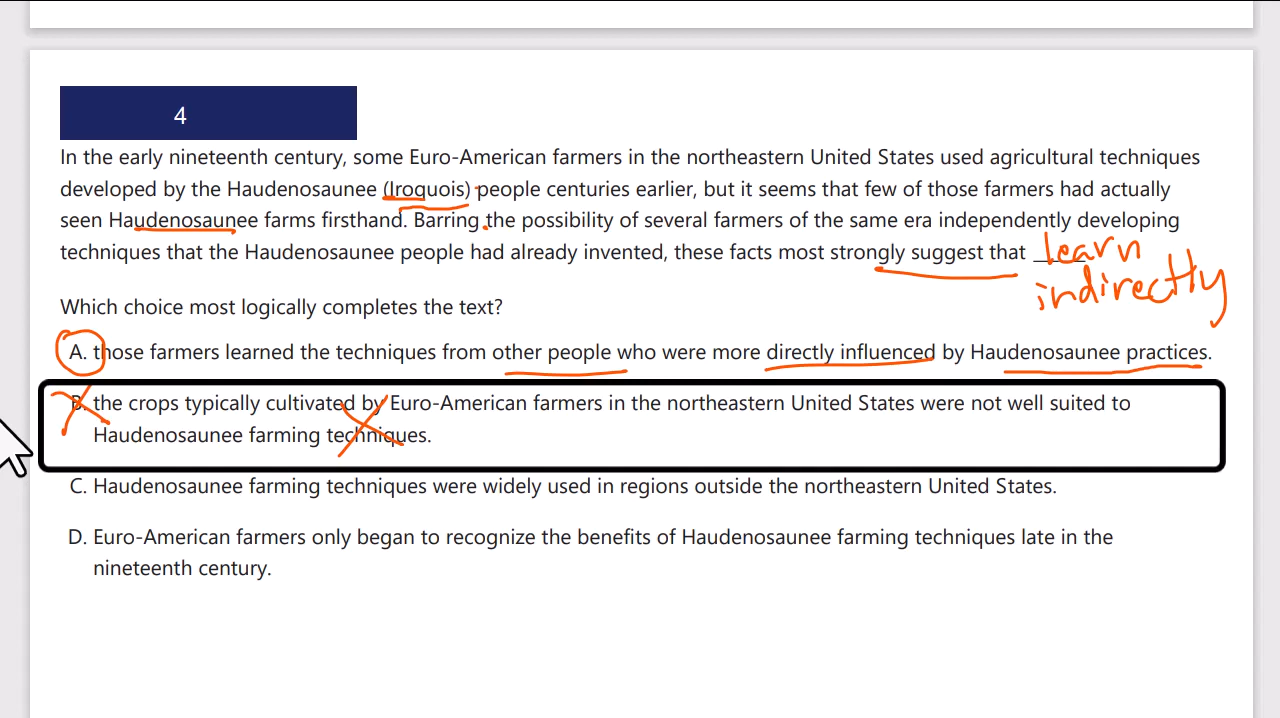 4
In the early nineteenth century, some Euro-American farmers in the northeastern United States used agricultural techniques
developed by the Haudenosaunee (Iroquois) people centuries earlier, but it seems that few of those farmers had actually
seen Haudenosaunee farms firsthand. Barring the possibility of several farmers of the same era independently developing
techniques that the Haudenosaunee people had already invented, these facts most strongly suggest that ____ learn
indirectly
Which choice most logically completes the text?
A. those farmers learned the techniques from other people who were more directly influenced by Haudenosaunee practices.
B. the crops typically cultivated by Euro-American farmers in the northeastern United States were not well suited to
Haudenosaunee farming techniques.
C. Haudenosaunee farming techniques were widely used in regions outside the northeastern United States.
D. Euro-American farmers only began to recognize the benefits of Haudenosaunee farming techniques late in the
nineteenth century.